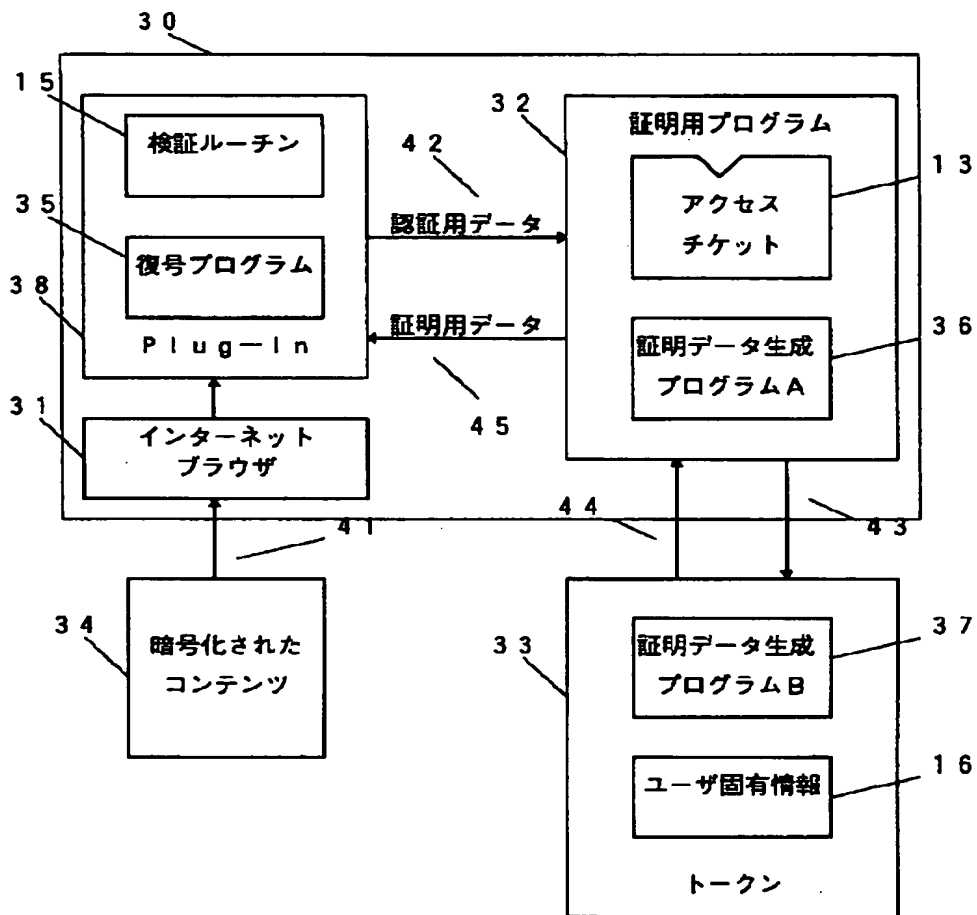 ３０
１５
検証ルーチン
３５
復号プログラム
３８
Ｐｌｕｇ－Ｉｎ
３１
インターネット
ブラウザ
４２
認証用データ
証明用データ
４５
３２
証明用プログラム
１３
アクセス
チケット
３６
証明データ生成
プログラムＡ
４１
４４
４３
３４
暗号化された
コンテンツ
３３
証明データ生成
プログラムＢ
３７
ユーザ固有情報
１６
トークン